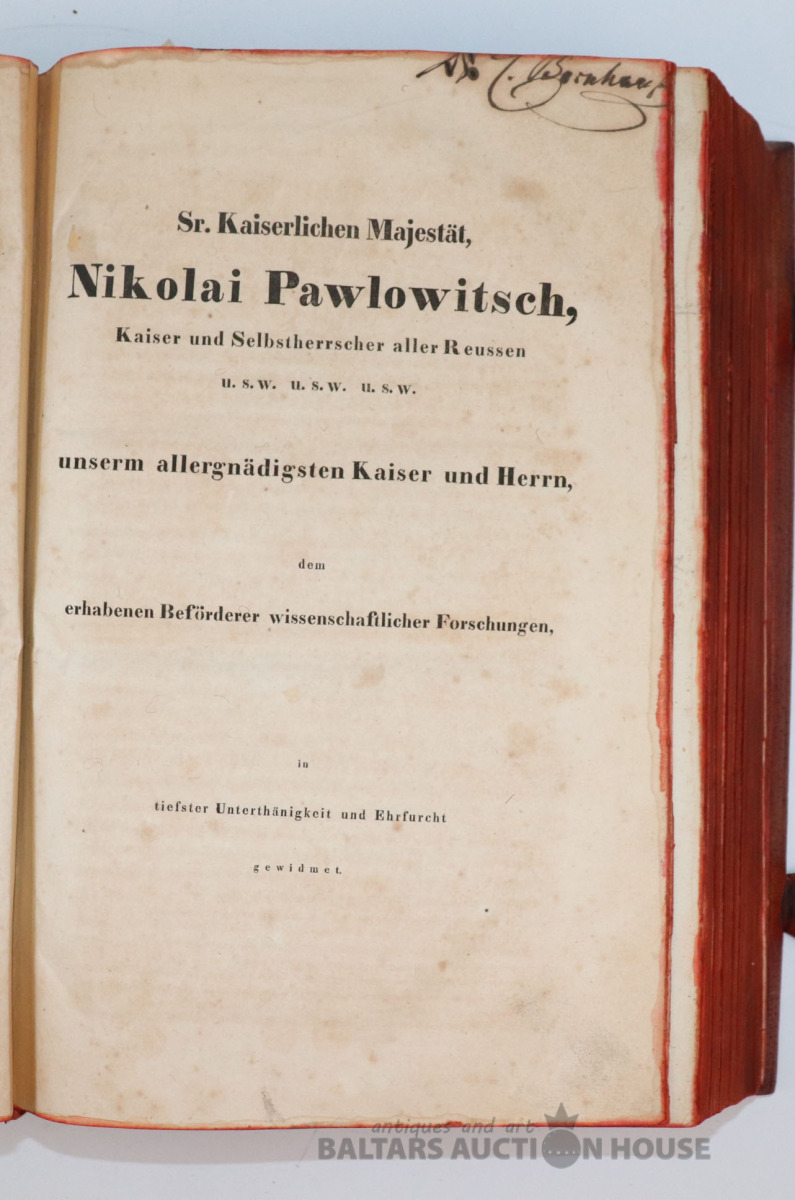 Sr. Kaiserlichen Majestät,
Nikolai Pawlowitsch,
Kaiser und Selbstherrscher aller Reussen
u. s. w. u. s. w. u. s. w.
unserm allergnädigsten Kaiser und Herrn,
dem
erhabenen Beförderer wissenschaftlicher Forschungen,
in
tiefster Unterthänigkeit und Ehrfurcht
gewidmet.
antiques and art
BALTARS AUCTION HOUSE